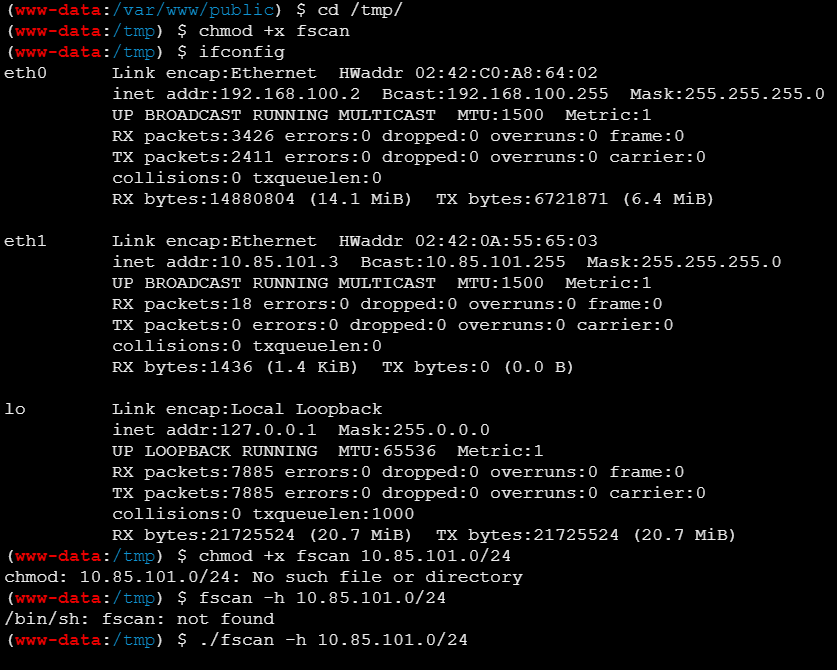 (www-data:/var/www/public) $ cd /tmp/
(www-data:/tmp) $ chmod +x fscan
(www-data:/tmp) $ ifconfig
eth0      Link encap:Ethernet  HWaddr 02:42:C0:A8:64:02
          inet addr:192.168.100.2  Bcast:192.168.100.255  Mask:255.255.255.0
          UP BROADCAST RUNNING MULTICAST  MTU:1500  Metric:1
          RX packets:3426 errors:0 dropped:0 overruns:0 frame:0
          TX packets:2411 errors:0 dropped:0 overruns:0 carrier:0
          collisions:0 txqueuelen:0
          RX bytes:14880804 (14.1 MiB)  TX bytes:6721871 (6.4 MiB)

eth1      Link encap:Ethernet  HWaddr 02:42:0A:55:65:03
          inet addr:10.85.101.3  Bcast:10.85.101.255  Mask:255.255.255.0
          UP BROADCAST RUNNING MULTICAST  MTU:1500  Metric:1
          RX packets:18 errors:0 dropped:0 overruns:0 frame:0
          TX packets:0 errors:0 dropped:0 overruns:0 carrier:0
          collisions:0 txqueuelen:0
          RX bytes:1436 (1.4 KiB)  TX bytes:0 (0.0 B)

lo        Link encap:Local Loopback
          inet addr:127.0.0.1  Mask:255.0.0.0
          UP LOOPBACK RUNNING  MTU:65536  Metric:1
          RX packets:7885 errors:0 dropped:0 overruns:0 frame:0
          TX packets:7885 errors:0 dropped:0 overruns:0 carrier:0
          collisions:0 txqueuelen:1000
          RX bytes:21725524 (20.7 MiB)  TX bytes:21725524 (20.7 MiB)
(www-data:/tmp) $ chmod +x fscan 10.85.101.0/24
chmod: 10.85.101.0/24: No such file or directory
(www-data:/tmp) $ fscan -h 10.85.101.0/24
/bin/sh: fscan: not found
(www-data:/tmp) $ ./fscan -h 10.85.101.0/24